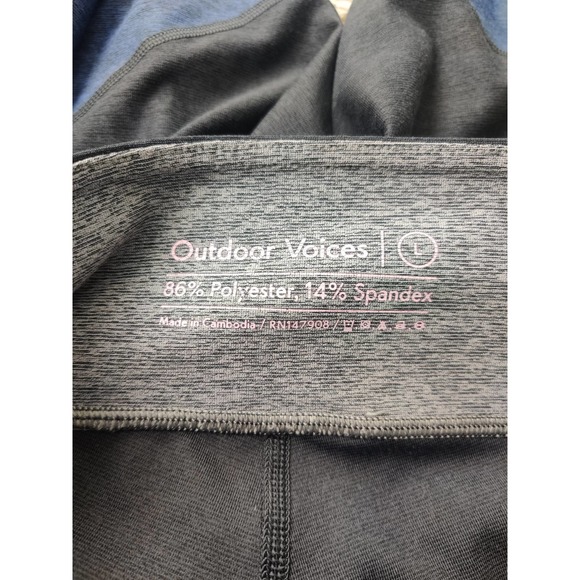 Outdoor Voices | L
86% Polyester, 14% Spandex
Made in Cambodia / RN147908 /